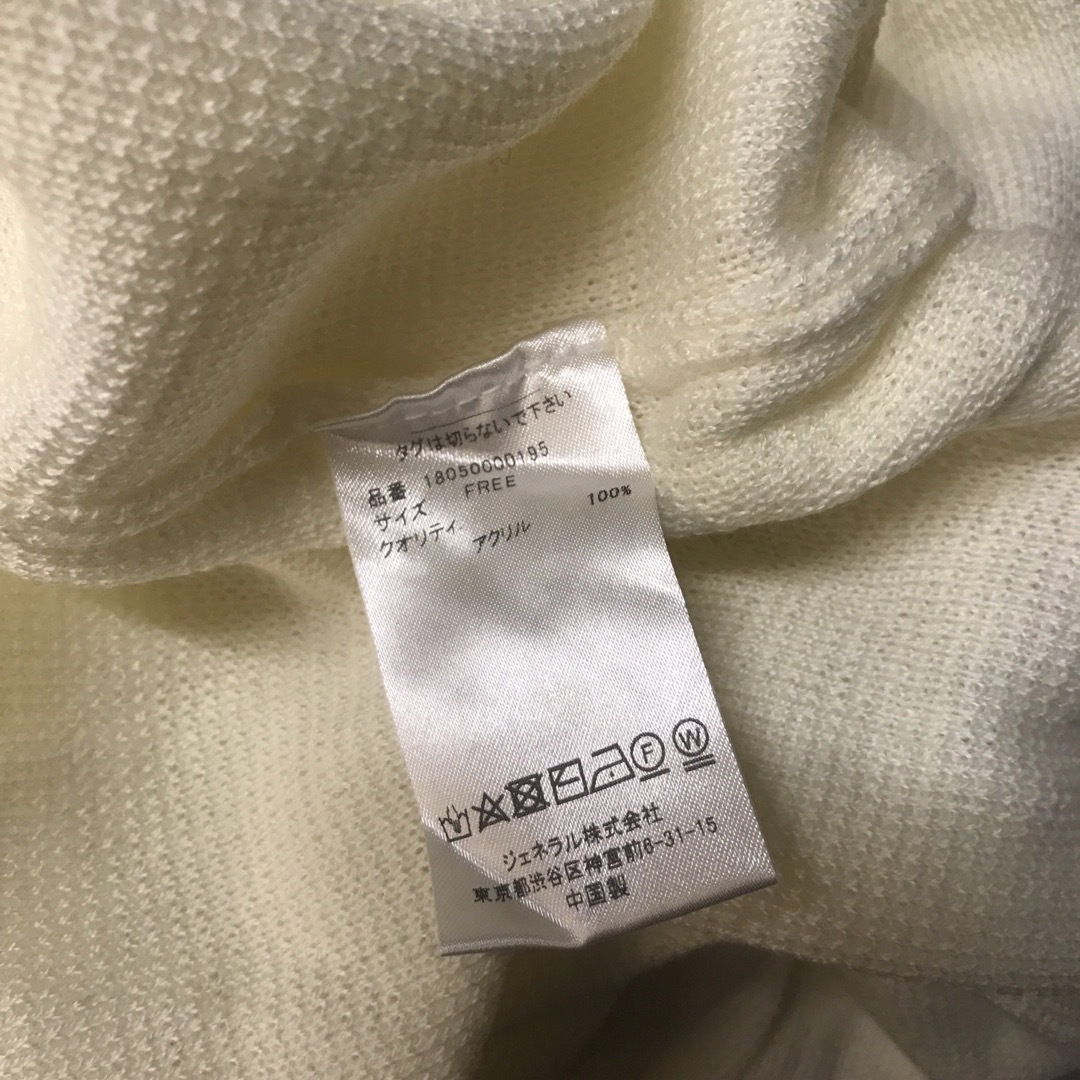 タグは切らないで下さい
品番 18050000195
サイズ FREE
クオリティ アクリル 100%
F W
ジェネラル株式会社
東京都渋谷区神宮前6-31-15
中国製